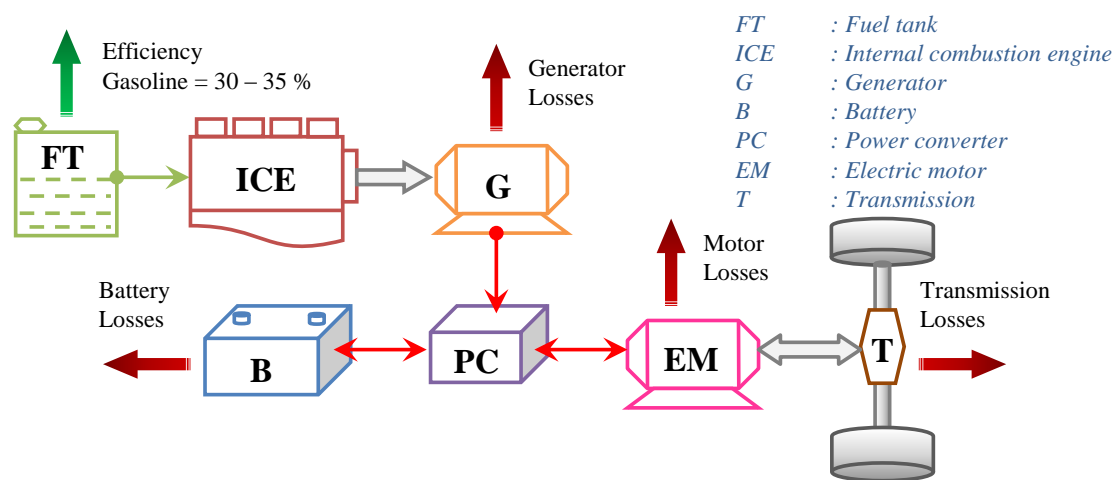 Efficiency
Gasoline = 30 – 35 %
Generator
Losses
FT : Fuel tank
ICE : Internal combustion engine
G : Generator
B : Battery
PC : Power converter
EM : Electric motor
T : Transmission
FT
ICE
G
Motor
Losses
Battery
Losses
Transmission
Losses
B
PC
EM
T